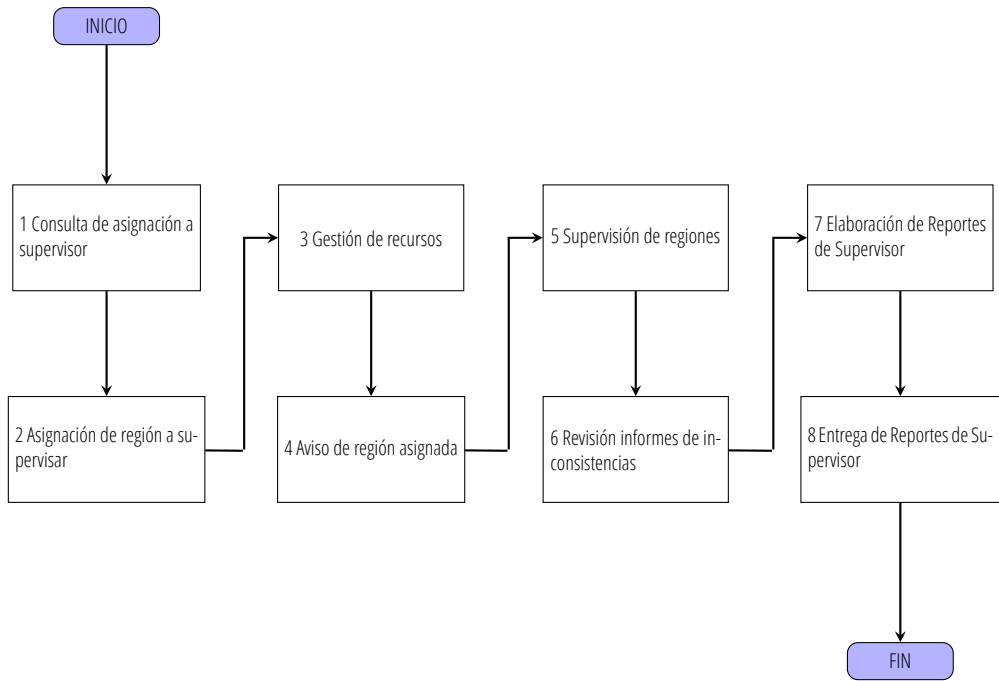 INICIO
1 Consulta de asignación a
supervisor
2 Asignación de región a su-
pervisar
3 Gestión de recursos
4 Aviso de región asignada
5 Supervisión de regiones
6 Revisión informes de in-
consistencias
7 Elaboración de Reportes
de Supervisor
8 Entrega de Reportes de Su-
pervisor
FIN